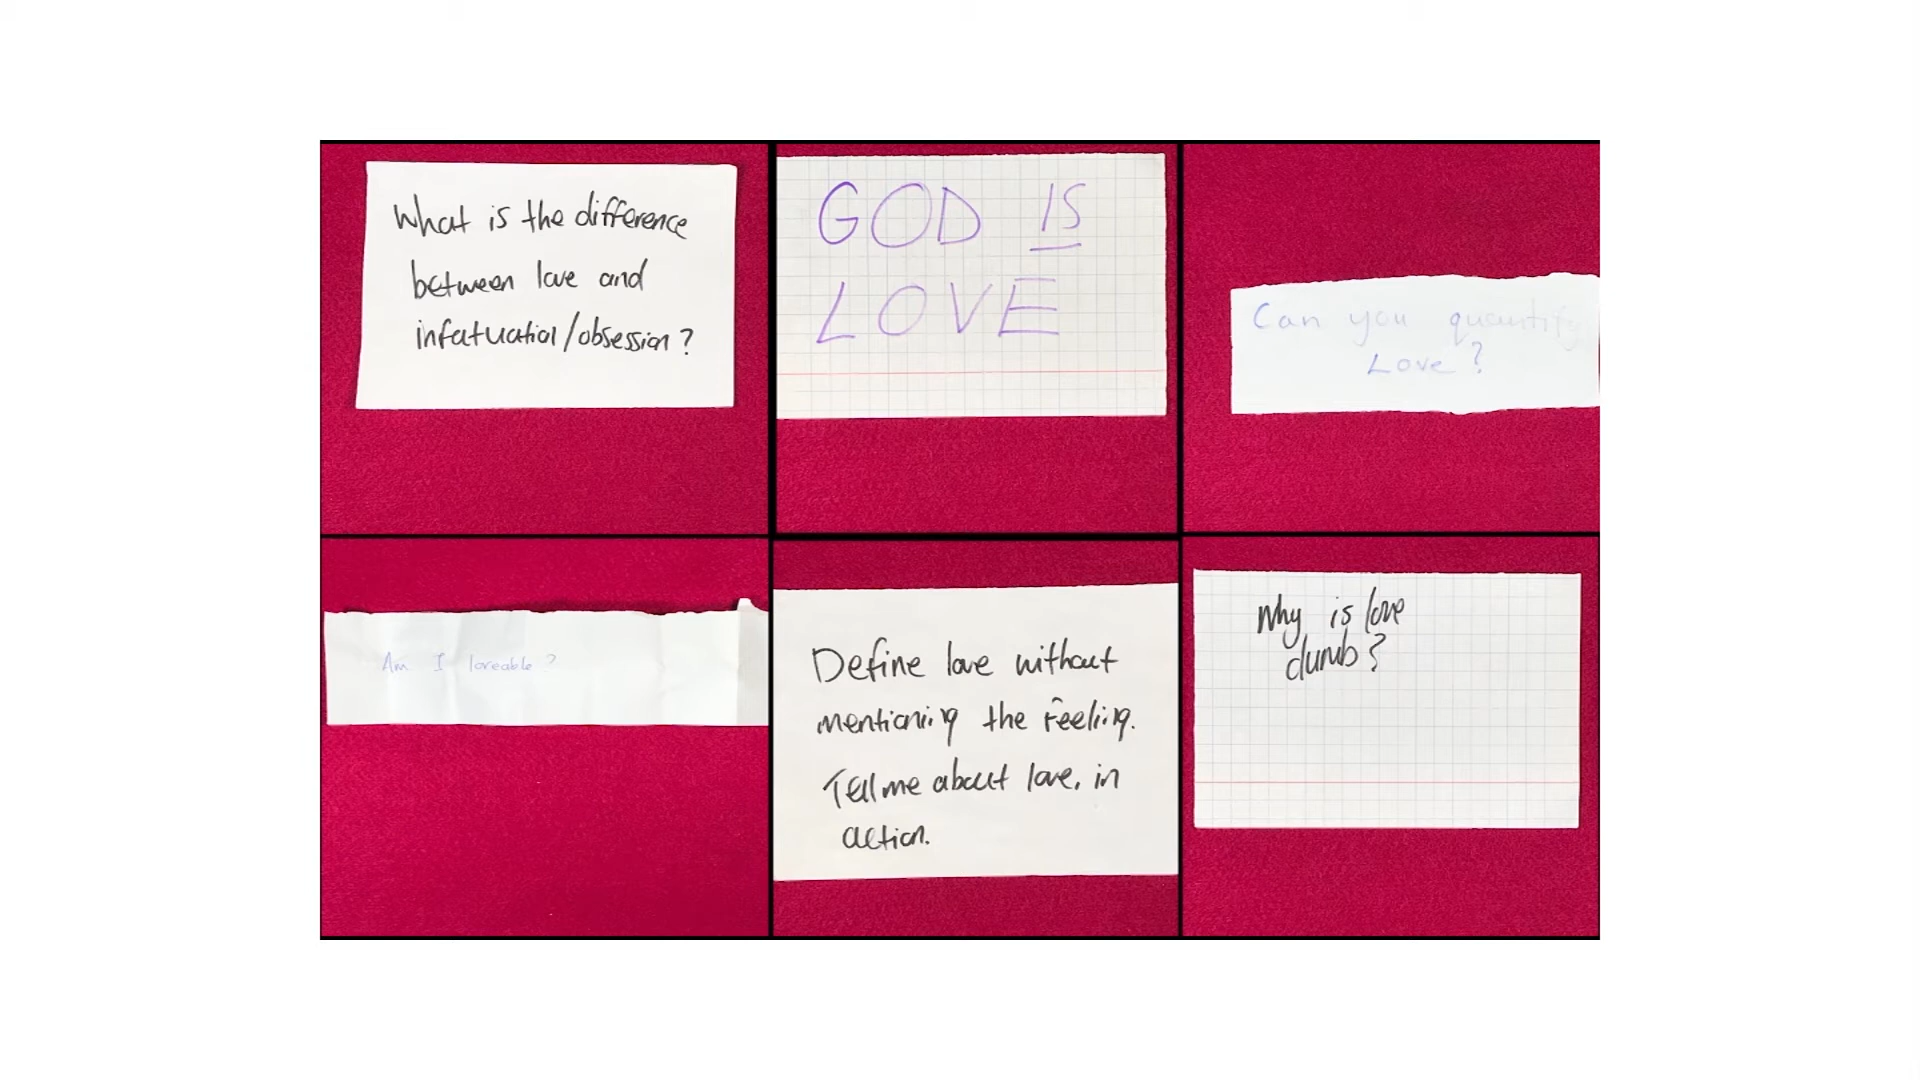 What is the difference
between love and
infatuation/obsession?
GOD IS
LOVE
Can you quantify
Love?
Am I loveable?
Define love without
mentioning the feeling.
Tell me about love, in
action.
Why is love
dumb?